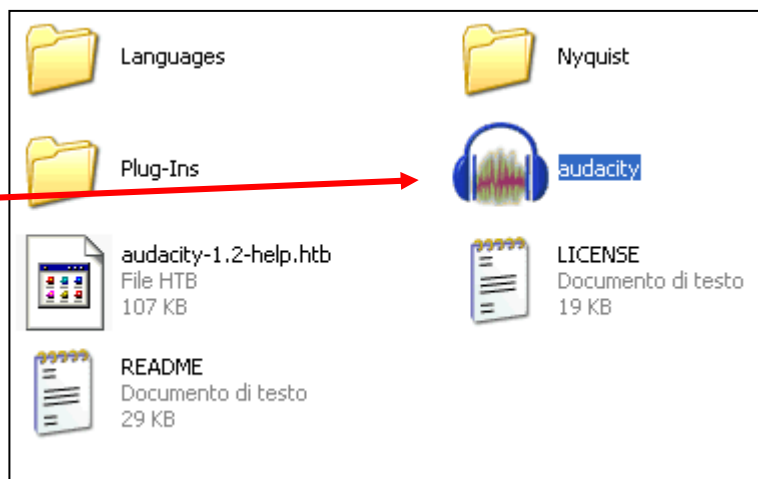 Languages
Nyquist
Plug-Ins
audacity
audacity-1.2-help.htb
File HTB
107 KB
LICENSE
Documento di testo
19 KB
README
Documento di testo
29 KB